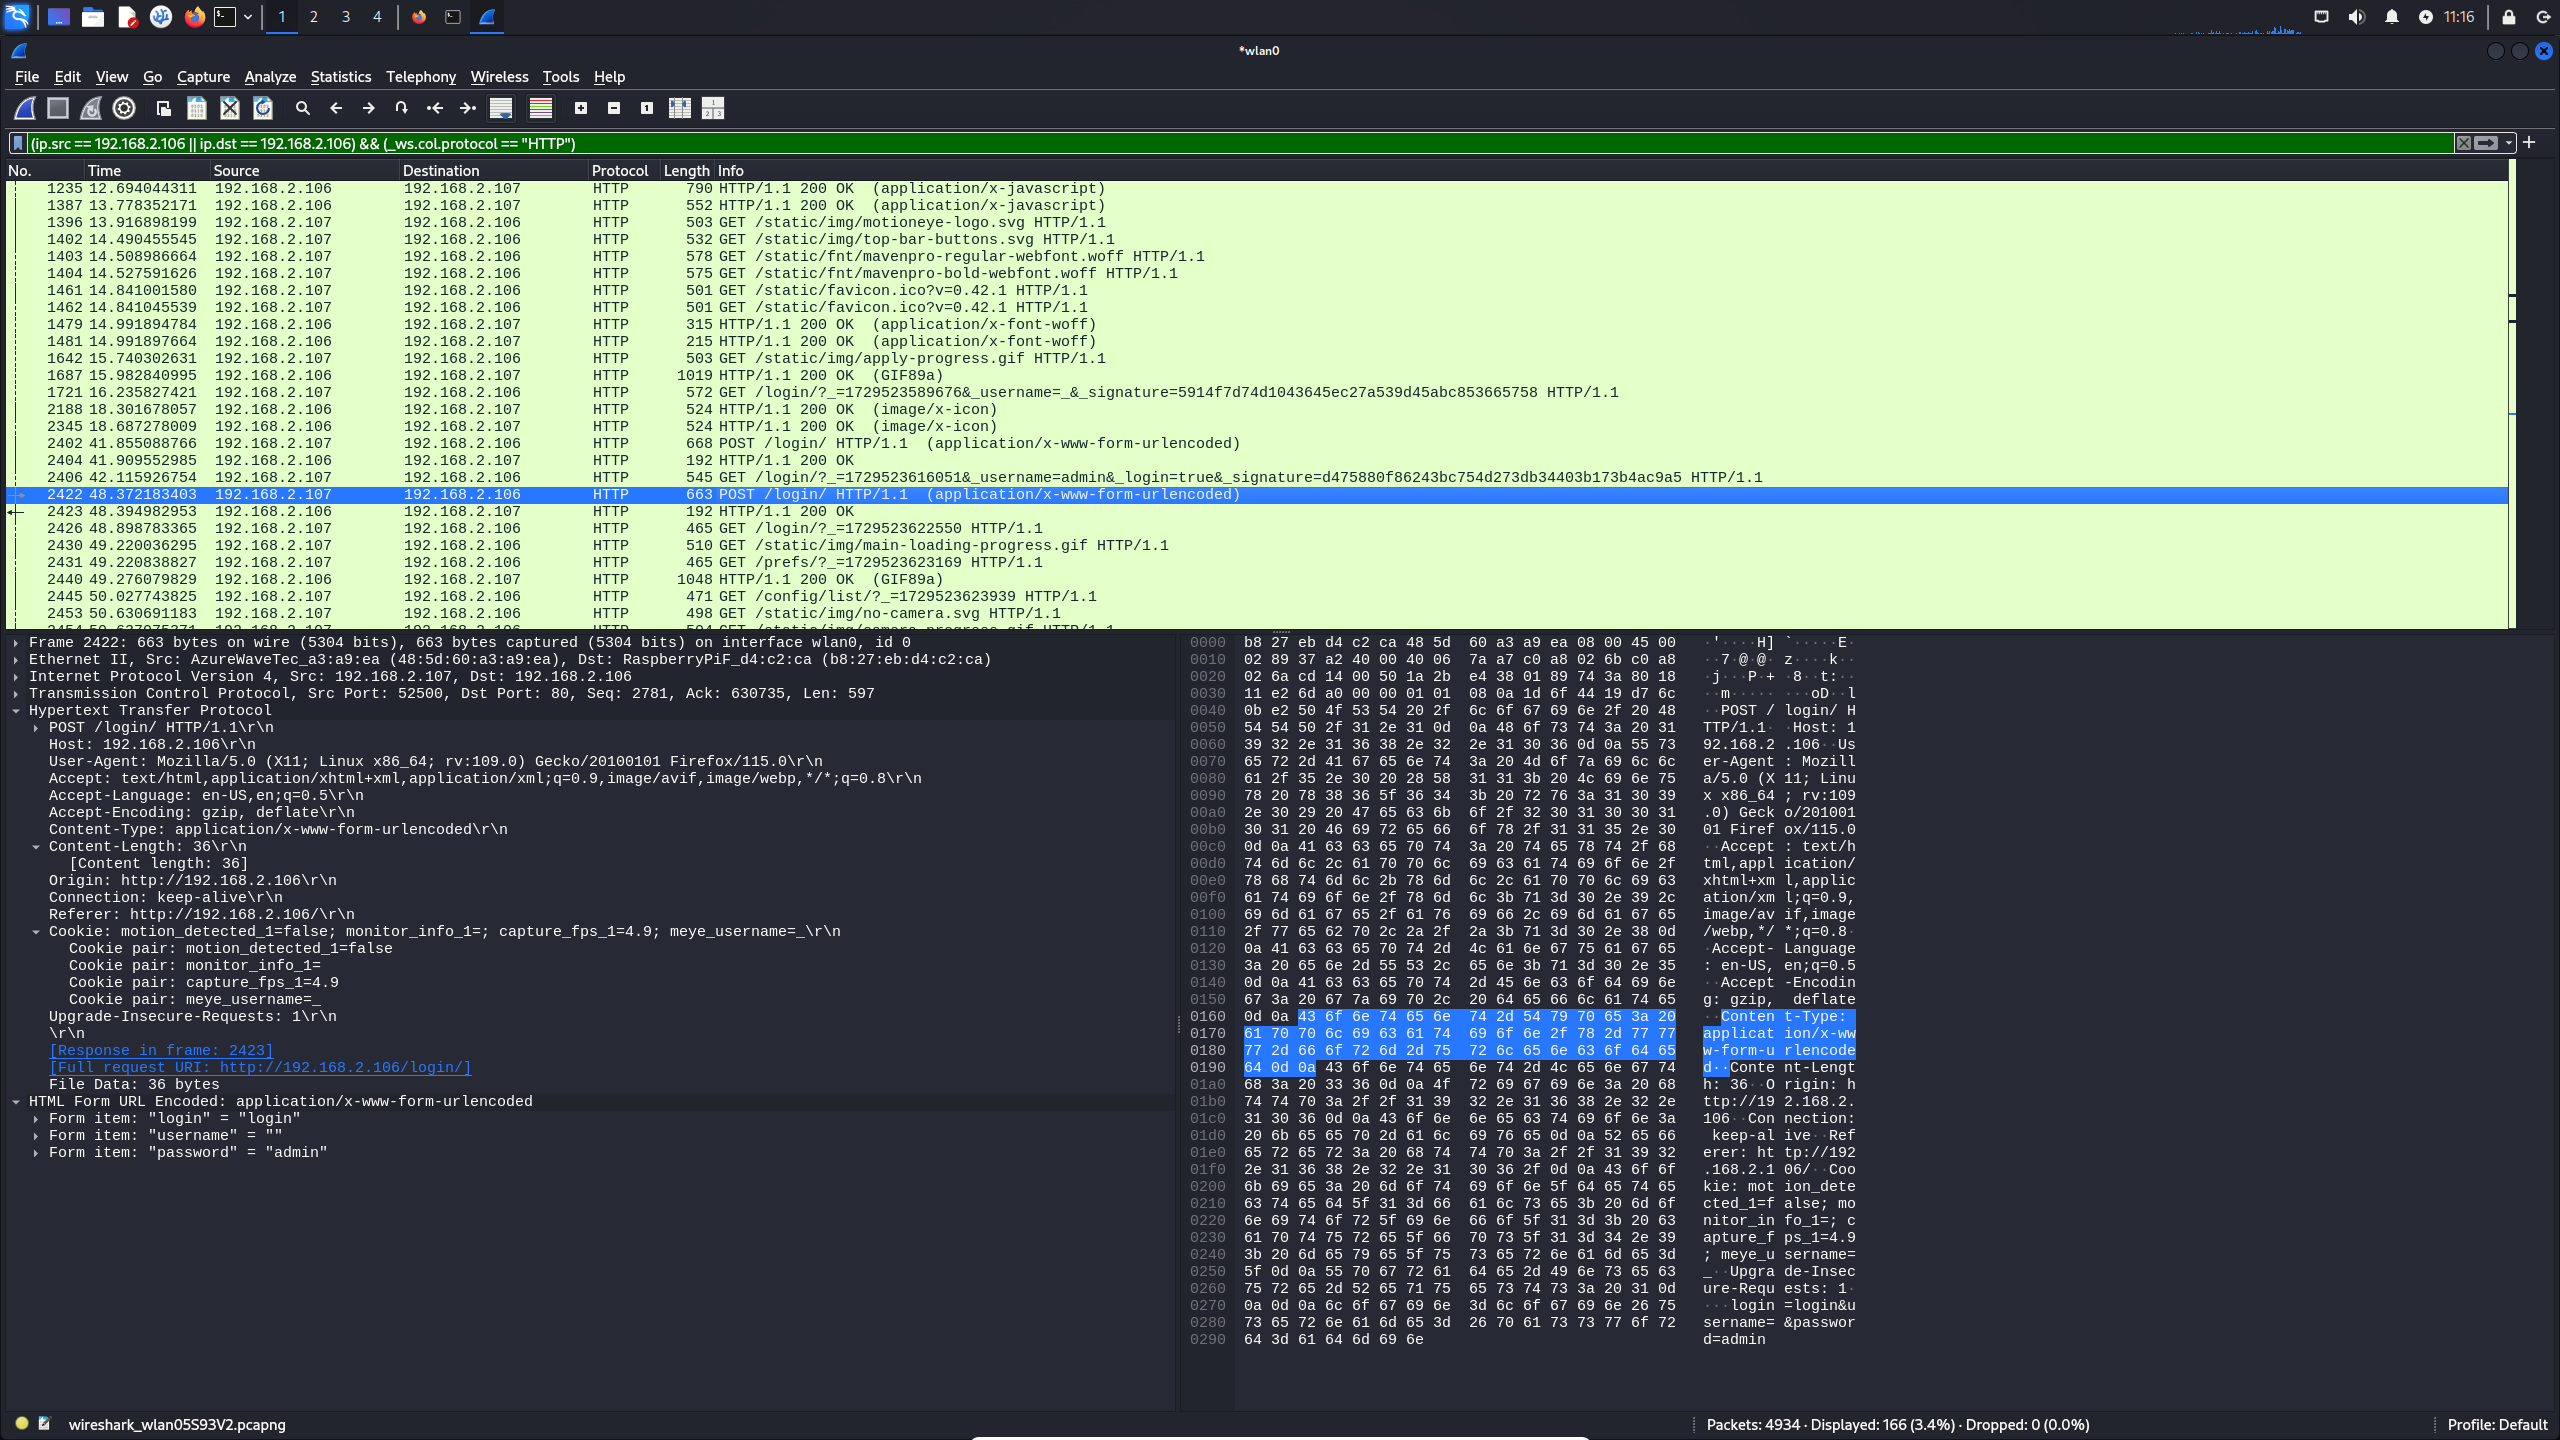 1 2 3 4
11:16
*wlan0
File Edit View Go Capture Analyze Statistics Telephony Wireless Tools Help
(ip.src == 192.168.2.106 || ip.dst == 192.168.2.106) && (_ws.col.protocol == "HTTP")
No. Time Source Destination Protocol Length Info
1235 12.694044311 192.168.2.106 192.168.2.107 HTTP 790 HTTP/1.1 200 OK (application/x-javascript)
1387 13.778352171 192.168.2.106 192.168.2.107 HTTP 552 HTTP/1.1 200 OK (application/x-javascript)
1396 13.916898199 192.168.2.107 192.168.2.106 HTTP 503 GET /static/img/motioneye-logo.svg HTTP/1.1
1402 14.490455545 192.168.2.107 192.168.2.106 HTTP 532 GET /static/img/top-bar-buttons.svg HTTP/1.1
1403 14.508986664 192.168.2.107 192.168.2.106 HTTP 578 GET /static/fnt/mavenpro-regular-webfont.woff HTTP/1.1
1404 14.527591626 192.168.2.107 192.168.2.106 HTTP 575 GET /static/fnt/mavenpro-bold-webfont.woff HTTP/1.1
1461 14.841001580 192.168.2.107 192.168.2.106 HTTP 501 GET /static/favicon.ico?v=0.42.1 HTTP/1.1
1462 14.841045539 192.168.2.107 192.168.2.106 HTTP 501 GET /static/favicon.ico?v=0.42.1 HTTP/1.1
1479 14.991894784 192.168.2.106 192.168.2.107 HTTP 315 HTTP/1.1 200 OK (application/x-font-woff)
1481 14.991897664 192.168.2.106 192.168.2.107 HTTP 215 HTTP/1.1 200 OK (application/x-font-woff)
1642 15.740302631 192.168.2.107 192.168.2.106 HTTP 503 GET /static/img/apply-progress.gif HTTP/1.1
1687 15.982840995 192.168.2.106 192.168.2.107 HTTP 1019 HTTP/1.1 200 OK (GIF89a)
1721 16.235827421 192.168.2.107 192.168.2.106 HTTP 572 GET /login/?_=1729523589676&_username=_&_signature=5914f7d74d1043645ec27a539d45abc853665758 HTTP/1.1
2188 18.301678057 192.168.2.106 192.168.2.107 HTTP 524 HTTP/1.1 200 OK (image/x-icon)
2345 18.687278009 192.168.2.106 192.168.2.107 HTTP 524 HTTP/1.1 200 OK (image/x-icon)
2402 41.855088766 192.168.2.107 192.168.2.106 HTTP 668 POST /login/ HTTP/1.1 (application/x-www-form-urlencoded)
2404 41.909552985 192.168.2.106 192.168.2.107 HTTP 192 HTTP/1.1 200 OK
2406 42.115926754 192.168.2.107 192.168.2.106 HTTP 545 GET /login/?_=1729523616051&_username=admin&_login=true&_signature=d475880f86243bc754d273db34403b173b4ac9a5 HTTP/1.1
2422 48.372183403 192.168.2.107 192.168.2.106 HTTP 663 POST /login/ HTTP/1.1 (application/x-www-form-urlencoded)
2423 48.394982953 192.168.2.106 192.168.2.107 HTTP 192 HTTP/1.1 200 OK
2426 48.898783365 192.168.2.107 192.168.2.106 HTTP 465 GET /login/?_=1729523622550 HTTP/1.1
2430 49.220036295 192.168.2.107 192.168.2.106 HTTP 510 GET /static/img/main-loading-progress.gif HTTP/1.1
2431 49.220838827 192.168.2.107 192.168.2.106 HTTP 465 GET /prefs/?_=1729523623169 HTTP/1.1
2440 49.276079829 192.168.2.106 192.168.2.107 HTTP 1048 HTTP/1.1 200 OK (GIF89a)
2445 50.027743825 192.168.2.107 192.168.2.106 HTTP 471 GET /config/list/?_=1729523623939 HTTP/1.1
2453 50.630691183 192.168.2.107 192.168.2.106 HTTP 498 GET /static/img/no-camera.svg HTTP/1.1
Frame 2422: 663 bytes on wire (5304 bits), 663 bytes captured (5304 bits) on interface wlan0, id 0
Ethernet II, Src: AzureWaveTec_a3:a9:ea (48:5d:60:a3:a9:ea), Dst: RaspberryPiF_d4:c2:ca (b8:27:eb:d4:c2:ca)
Internet Protocol Version 4, Src: 192.168.2.107, Dst: 192.168.2.106
Transmission Control Protocol, Src Port: 52500, Dst Port: 80, Seq: 2781, Ack: 630735, Len: 597
Hypertext Transfer Protocol
POST /login/ HTTP/1.1\r\n
Host: 192.168.2.106\r\n
User-Agent: Mozilla/5.0 (X11; Linux x86_64; rv:109.0) Gecko/20100101 Firefox/115.0\r\n
Accept: text/html,application/xhtml+xml,application/xml;q=0.9,image/avif,image/webp,*/*;q=0.8\r\n
Accept-Language: en-US,en;q=0.5\r\n
Accept-Encoding: gzip, deflate\r\n
Content-Type: application/x-www-form-urlencoded\r\n
Content-Length: 36\r\n
[Content length: 36]
Origin: http://192.168.2.106\r\n
Connection: keep-alive\r\n
Referer: http://192.168.2.106/\r\n
Cookie: motion_detected_1=false; monitor_info_1=; capture_fps_1=4.9; meye_username=_\r\n
Cookie pair: motion_detected_1=false
Cookie pair: monitor_info_1=
Cookie pair: capture_fps_1=4.9
Cookie pair: meye_username=_
Upgrade-Insecure-Requests: 1\r\n
\r\n
[Response in frame: 2423]
[Full request URI: http://192.168.2.106/login/]
File Data: 36 bytes
HTML Form URL Encoded: application/x-www-form-urlencoded
Form item: "login" = "login"
Form item: "username" = ""
Form item: "password" = "admin"
0000 b8 27 eb d4 c2 ca 48 5d 60 a3 a9 ea 08 00 45 00 ·'····H] `·····E·
0010 02 89 37 a2 40 00 40 06 7a a7 c0 a8 02 6b c0 a8 ··7·@·@· z····k··
0020 02 6a cd 14 00 50 1a 2b e4 38 01 89 74 3a 80 18 ·j···P·+ ·8··t:··
0030 11 e2 6d a0 00 00 01 01 08 0a 1d 6f 44 19 d7 6c ··m····· ···oD··l
0040 0b e2 50 4f 53 54 20 2f 6c 6f 67 69 6e 2f 20 48 ··POST / login/ H
0050 54 54 50 2f 31 2e 31 0d 0a 48 6f 73 74 3a 20 31 TTP/1.1· ·Host: 1
0060 39 32 2e 31 36 38 2e 32 2e 31 30 36 0d 0a 55 73 92.168.2 .106··Us
0070 65 72 2d 41 67 65 6e 74 3a 20 4d 6f 7a 69 6c 6c er-Agent : Mozill
0080 61 2f 35 2e 30 20 28 58 31 31 3b 20 4c 69 6e 75 a/5.0 (X 11; Linu
0090 78 20 78 38 36 5f 36 34 3b 20 72 76 3a 31 30 39 x x86_64 ; rv:109
00a0 2e 30 29 20 47 65 63 6b 6f 2f 32 30 31 30 30 31 .0) Geck o/201001
00b0 30 31 20 46 69 72 65 66 6f 78 2f 31 31 35 2e 30 01 Firef ox/115.0
00c0 0d 0a 41 63 63 65 70 74 3a 20 74 65 78 74 2f 68 ··Accept : text/h
00d0 74 6d 6c 2c 61 70 70 6c 69 63 61 74 69 6f 6e 2f tml,appl ication/
00e0 78 68 74 6d 6c 2b 78 6d 6c 2c 61 70 70 6c 69 63 xhtml+xm l,applic
00f0 61 74 69 6f 6e 2f 78 6d 6c 3b 71 3d 30 2e 39 2c ation/xm l;q=0.9,
0100 69 6d 61 67 65 2f 61 76 69 66 2c 69 6d 61 67 65 image/av if,image
0110 2f 77 65 62 70 2c 2a 2f 2a 3b 71 3d 30 2e 38 0d /webp,*/ *;q=0.8·
0120 0a 41 63 63 65 70 74 2d 4c 61 6e 67 75 61 67 65 ·Accept- Language
0130 3a 20 65 6e 2d 55 53 2c 65 6e 3b 71 3d 30 2e 35 : en-US, en;q=0.5
0140 0d 0a 41 63 63 65 70 74 2d 45 6e 63 6f 64 69 6e ··Accept -Encodin
0150 67 3a 20 67 7a 69 70 2c 20 64 65 66 6c 61 74 65 g: gzip, deflate
0160 0d 0a 43 6f 6e 74 65 6e 74 2d 54 79 70 65 3a 20 ··Conten t-Type:
0170 61 70 70 6c 69 63 61 74 69 6f 6e 2f 78 2d 77 77 applicat ion/x-ww
0180 77 2d 66 6f 72 6d 2d 75 72 6c 65 6e 63 6f 64 65 w-form-u rlencode
0190 64 0d 0a 43 6f 6e 74 65 6e 74 2d 4c 65 6e 67 74 d··Conte nt-Lengt
01a0 68 3a 20 33 36 0d 0a 4f 72 69 67 69 6e 3a 20 68 h: 36··O rigin: h
01b0 74 74 70 3a 2f 2f 31 39 32 2e 31 36 38 2e 32 2e ttp://19 2.168.2.
01c0 31 30 36 0d 0a 43 6f 6e 6e 65 63 74 69 6f 6e 3a 106··Con nection:
01d0 20 6b 65 65 70 2d 61 6c 69 76 65 0d 0a 52 65 66 keep-al ive··Ref
01e0 65 72 65 72 3a 20 68 74 74 70 3a 2f 2f 31 39 32 erer: ht tp://192
01f0 2e 31 36 38 2e 32 2e 31 30 36 2f 0d 0a 43 6f 6f .168.2.1 06/··Coo
0200 6b 69 65 3a 20 6d 6f 74 69 6f 6e 5f 64 65 74 65 kie: mot ion_dete
0210 63 74 65 64 5f 31 3d 66 61 6c 73 65 3b 20 6d 6f cted_1=f alse; mo
0220 6e 69 74 6f 72 5f 69 6e 66 6f 5f 31 3d 3b 20 63 nitor_in fo_1=; c
0230 61 70 74 75 72 65 5f 66 70 73 5f 31 3d 34 2e 39 apture_f ps_1=4.9
0240 3b 20 6d 65 79 65 5f 75 73 65 72 6e 61 6d 65 3d ; meye_u sername=
0250 5f 0d 0a 55 70 67 72 61 64 65 2d 49 6e 73 65 63 _··Upgra de-Insec
0260 75 72 65 2d 52 65 71 75 65 73 74 73 3a 20 31 0d ure-Requ ests: 1·
0270 0a 0d 0a 6c 6f 67 69 6e 3d 6c 6f 67 69 6e 26 75 ···login =login&u
0280 73 65 72 6e 61 6d 65 3d 26 70 61 73 73 77 6f 72 sername= &passwor
0290 64 3d 61 64 6d 69 6e d=admin
wireshark_wlan05S93V2.pcapng
Packets: 4934 · Displayed: 166 (3.4%) · Dropped: 0 (0.0%)
Profile: Default